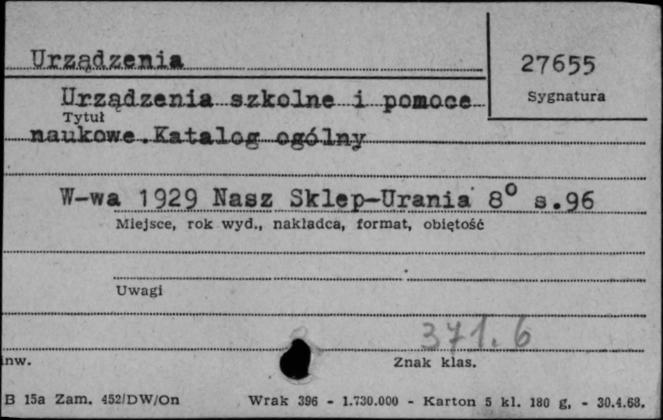 Urządzenia
27655
Sygnatura
Urządzenia szkolne i pomoce
Tytuł
naukowe.Katalog ogólny
W-wa 1929 Nasz Sklep-Urania 8° s.96
Miejsce, rok wyd., nakładca, format, objętość
Uwagi
371.6
inw.
Znak klas.
B 15a Zam. 452/DW/On
Wrak 396 - 1.730.000 - Karton 5 kl. 180 g. - 30.4.68.